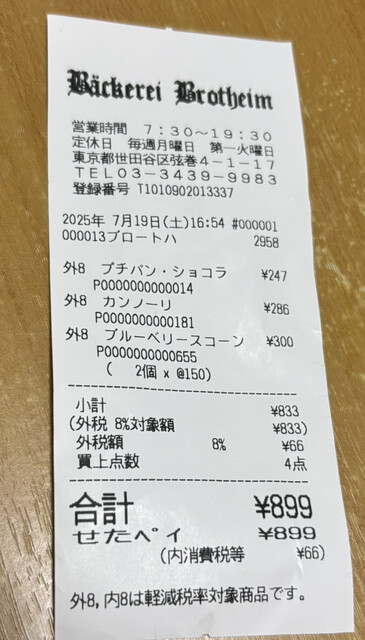 Bäckerei Brotheim
営業時間 7:30～19:30
定休日 毎週月曜日 第一火曜日
東京都世田谷区弦巻4-1-17
TEL03-3439-9983
登録番号 T1010902013337
2025年 7月19日(土)16:54 #000001
000013ブロートハ 2958
外8 プチパン・ショコラ ¥247
P0000000000014
外8 カンノーリ ¥286
P0000000000181
外8 ブルーベリースコーン ¥300
P0000000000655
( 2個 x @150)
小計 ¥833
(外税 8%対象額 ¥833)
外税額 8% ¥66
買上点数 4点
合計 ¥899
せたペイ ¥899
(内消費税等 ¥66)
外8,内8は軽減税率対象商品です。